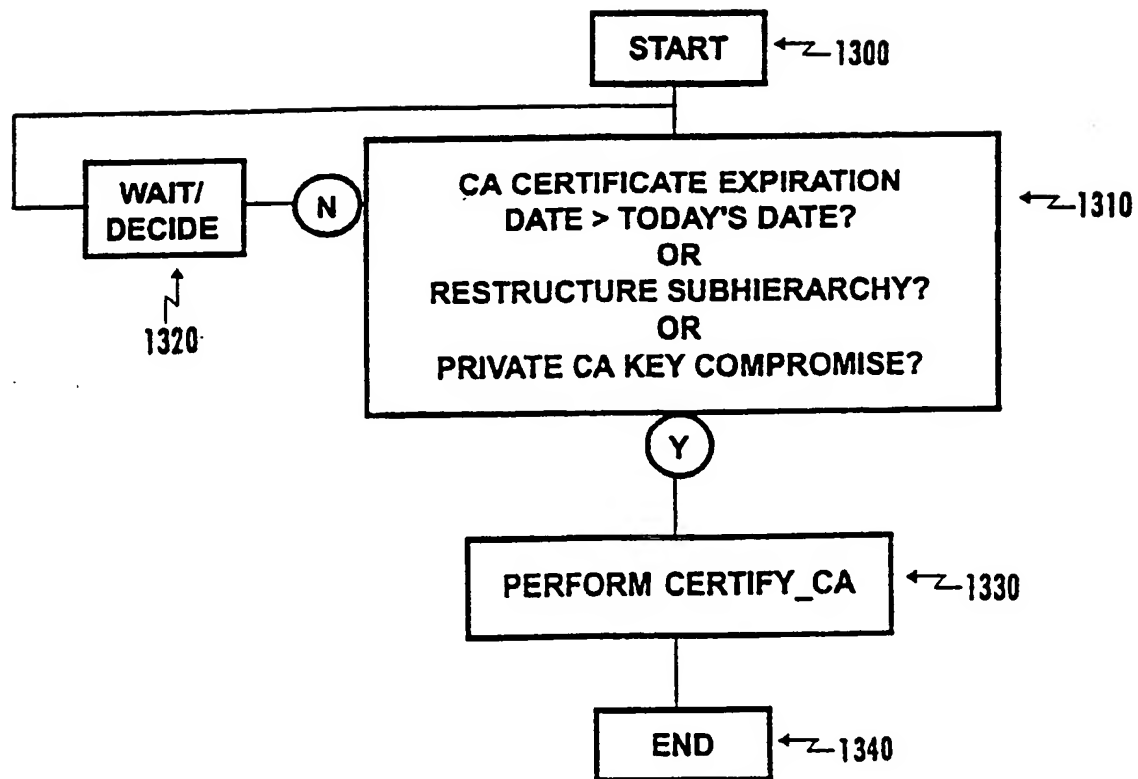 START
1300
CA CERTIFICATE EXPIRATION
DATE > TODAY'S DATE?
OR
RESTRUCTURE SUBHIERARCHY?
OR
PRIVATE CA KEY COMPROMISE?
1310
N
WAIT/
DECIDE
1320
Y
PERFORM CERTIFY_CA
1330
END
1340